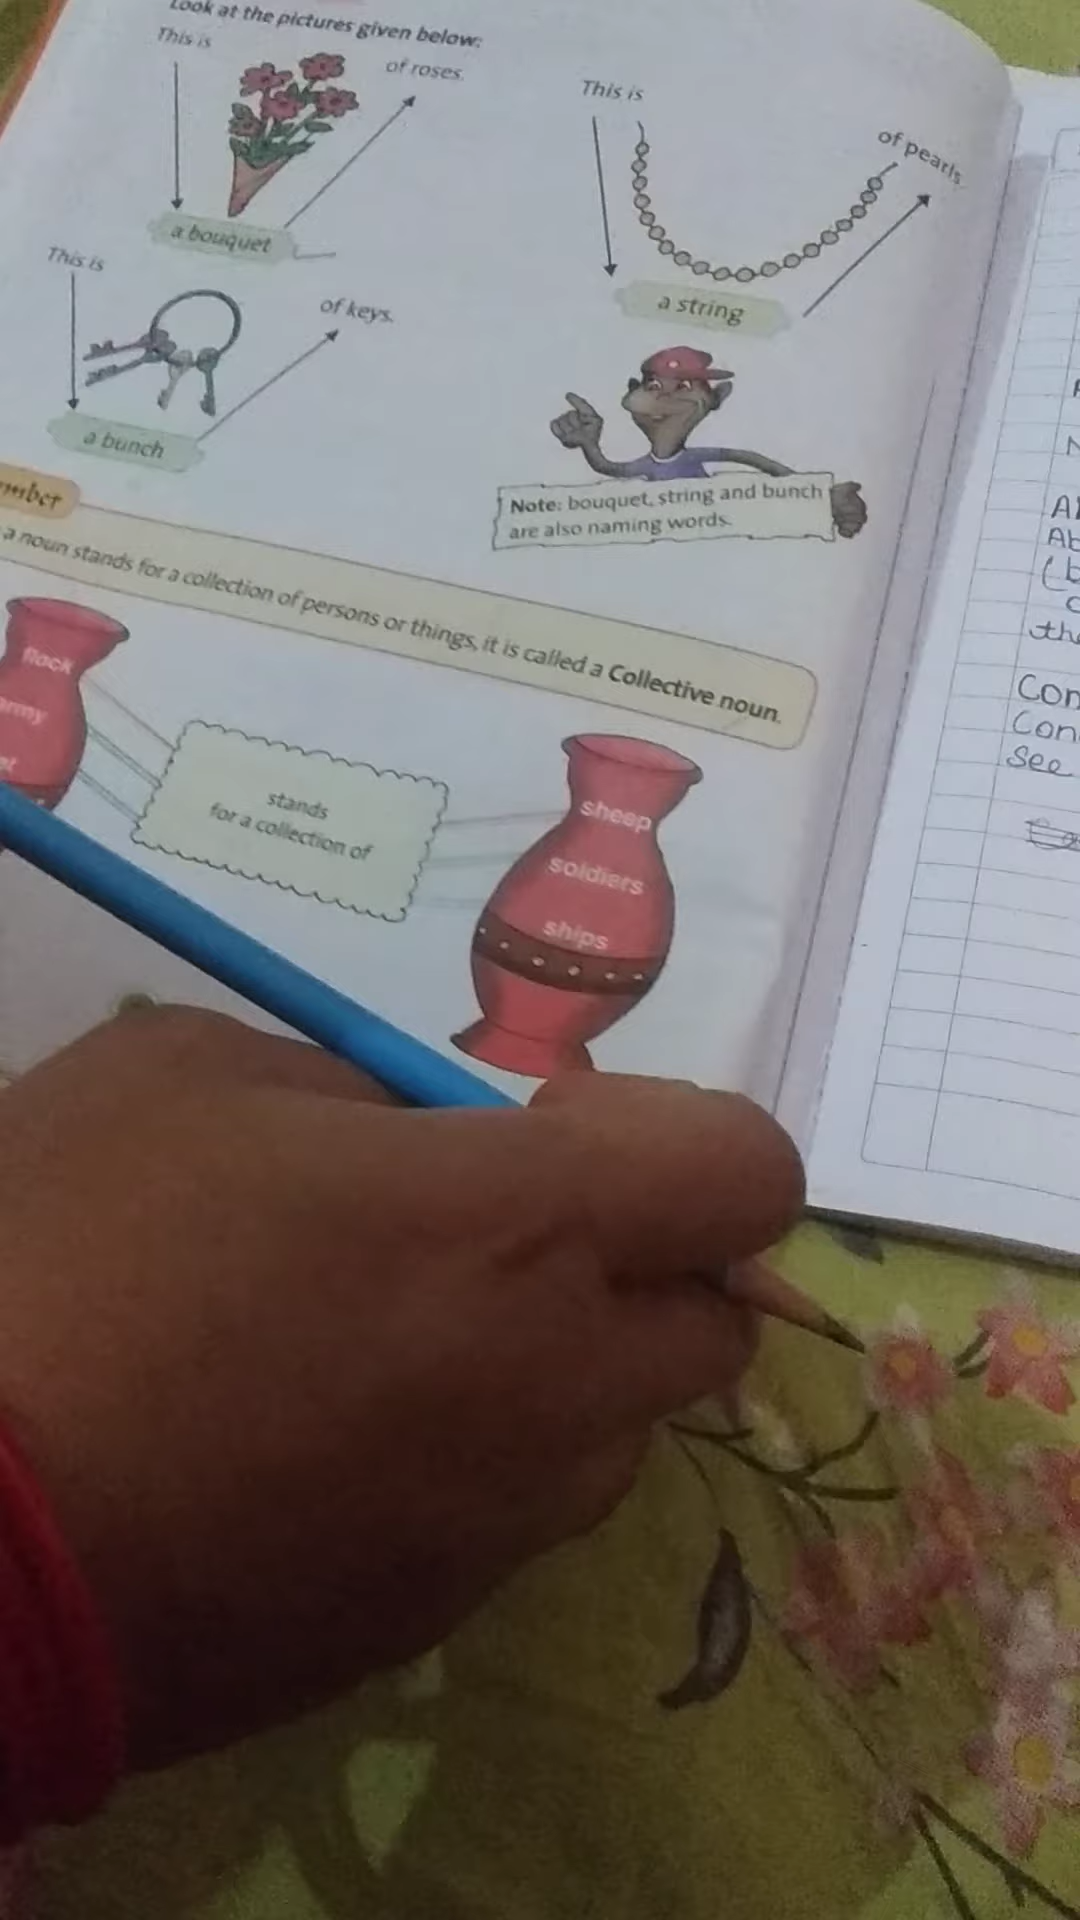 Look at the pictures given below:
This is
of roses.
a bouquet
This is
of pearls.
a string
This is
of keys.
a bunch
Note: bouquet, string and bunch
are also naming words.
a noun stands for a collection of persons or things, it is called a Collective noun.
flock
army
stands
for a collection of
sheep
soldiers
ships
the
Con
Con
See